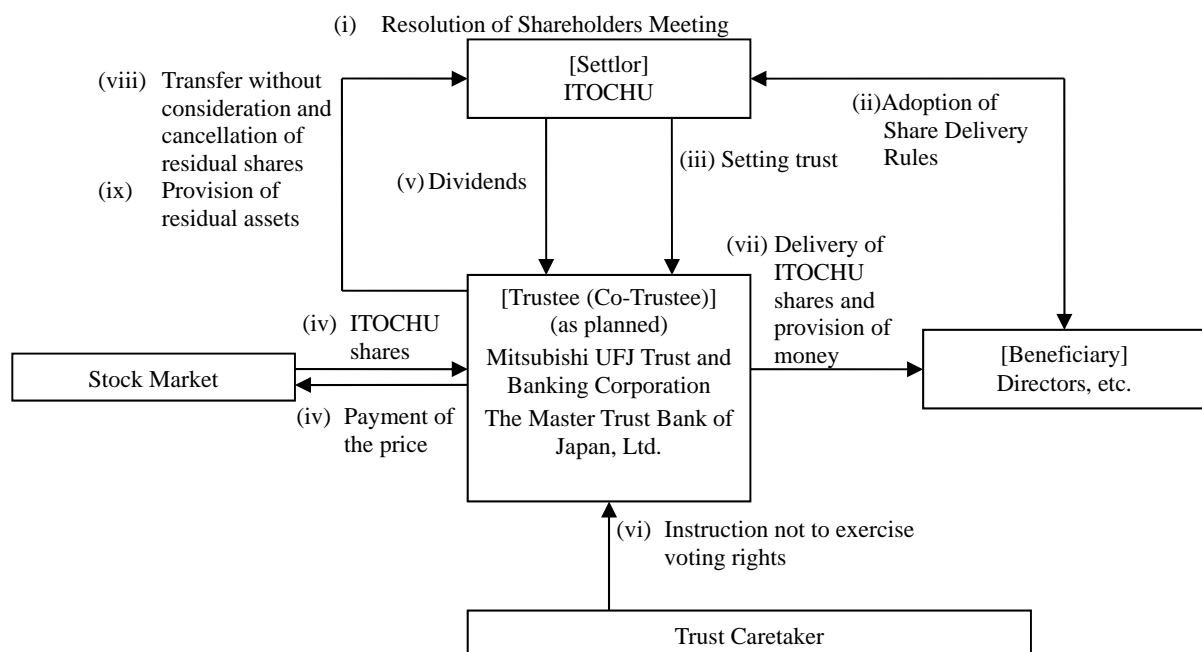 (i) Resolution of Shareholders Meeting
[Settlor]
ITOCHU
(viii) Transfer without
consideration and
cancellation of
residual shares
(ix) Provision of
residual assets
(ii)Adoption of
Share Delivery
Rules
(v) Dividends
(iii) Setting trust
(vii) Delivery of
ITOCHU
shares and
provision of
money
[Trustee (Co-Trustee)]
(as planned)
Mitsubishi UFJ Trust and
Banking Corporation
The Master Trust Bank of
Japan, Ltd.
(iv) ITOCHU
shares
Stock Market
(iv) Payment of
the price
[Beneficiary]
Directors, etc.
(vi) Instruction not to exercise
voting rights
Trust Caretaker